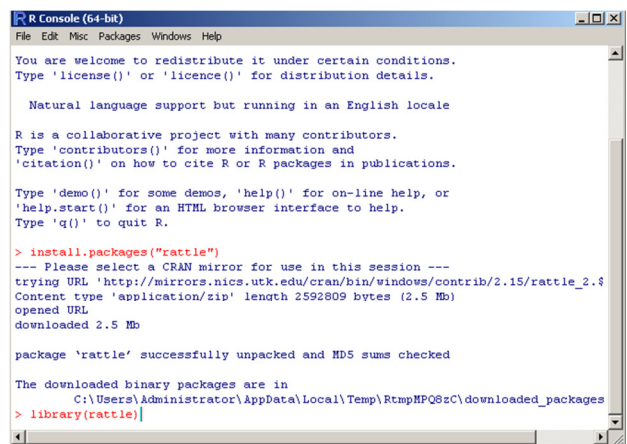 R Console (64-bit)
File Edit Misc Packages Windows Help
You are welcome to redistribute it under certain conditions.
Type 'license()' or 'licence()' for distribution details.
Natural language support but running in an English locale
R is a collaborative project with many contributors.
Type 'contributors()' for more information and
'citation()' on how to cite R or R packages in publications.
Type 'demo()' for some demos, 'help()' for on-line help, or
'help.start()' for an HTML browser interface to help.
Type 'q()' to quit R.
> install.packages("rattle")
--- Please select a CRAN mirror for use in this session ---
trying URL 'http://mirrors.nics.utk.edu/cran/bin/windows/contrib/2.15/rattle_2.$
Content type 'application/zip' length 2592809 bytes (2.5 Mb)
opened URL
downloaded 2.5 Mb
package ‘rattle’ successfully unpacked and MD5 sums checked
The downloaded binary packages are in
C:\Users\Administrator\AppData\Local\Temp\RtmpMPQ8zC\downloaded_packages
> library(rattle)